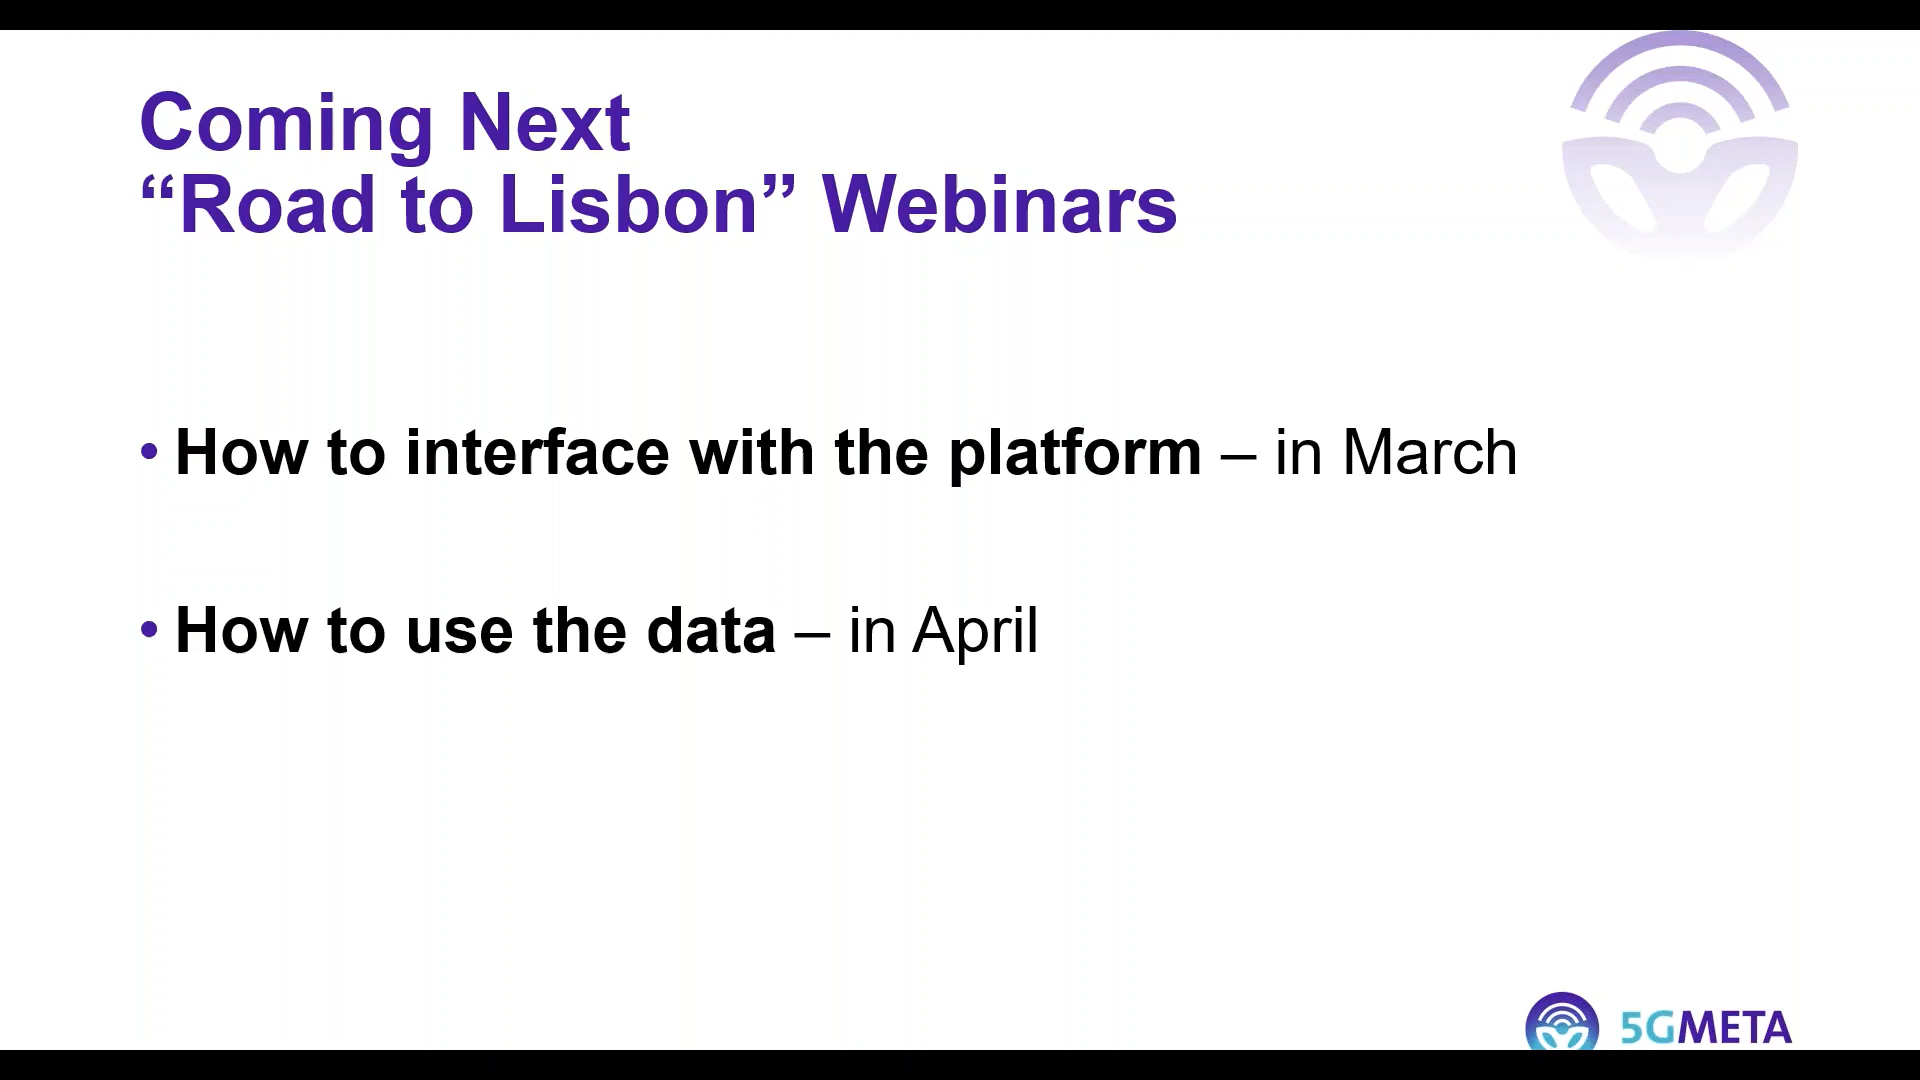 Coming Next
“Road to Lisbon” Webinars
• How to interface with the platform – in March
• How to use the data – in April
5GMETA